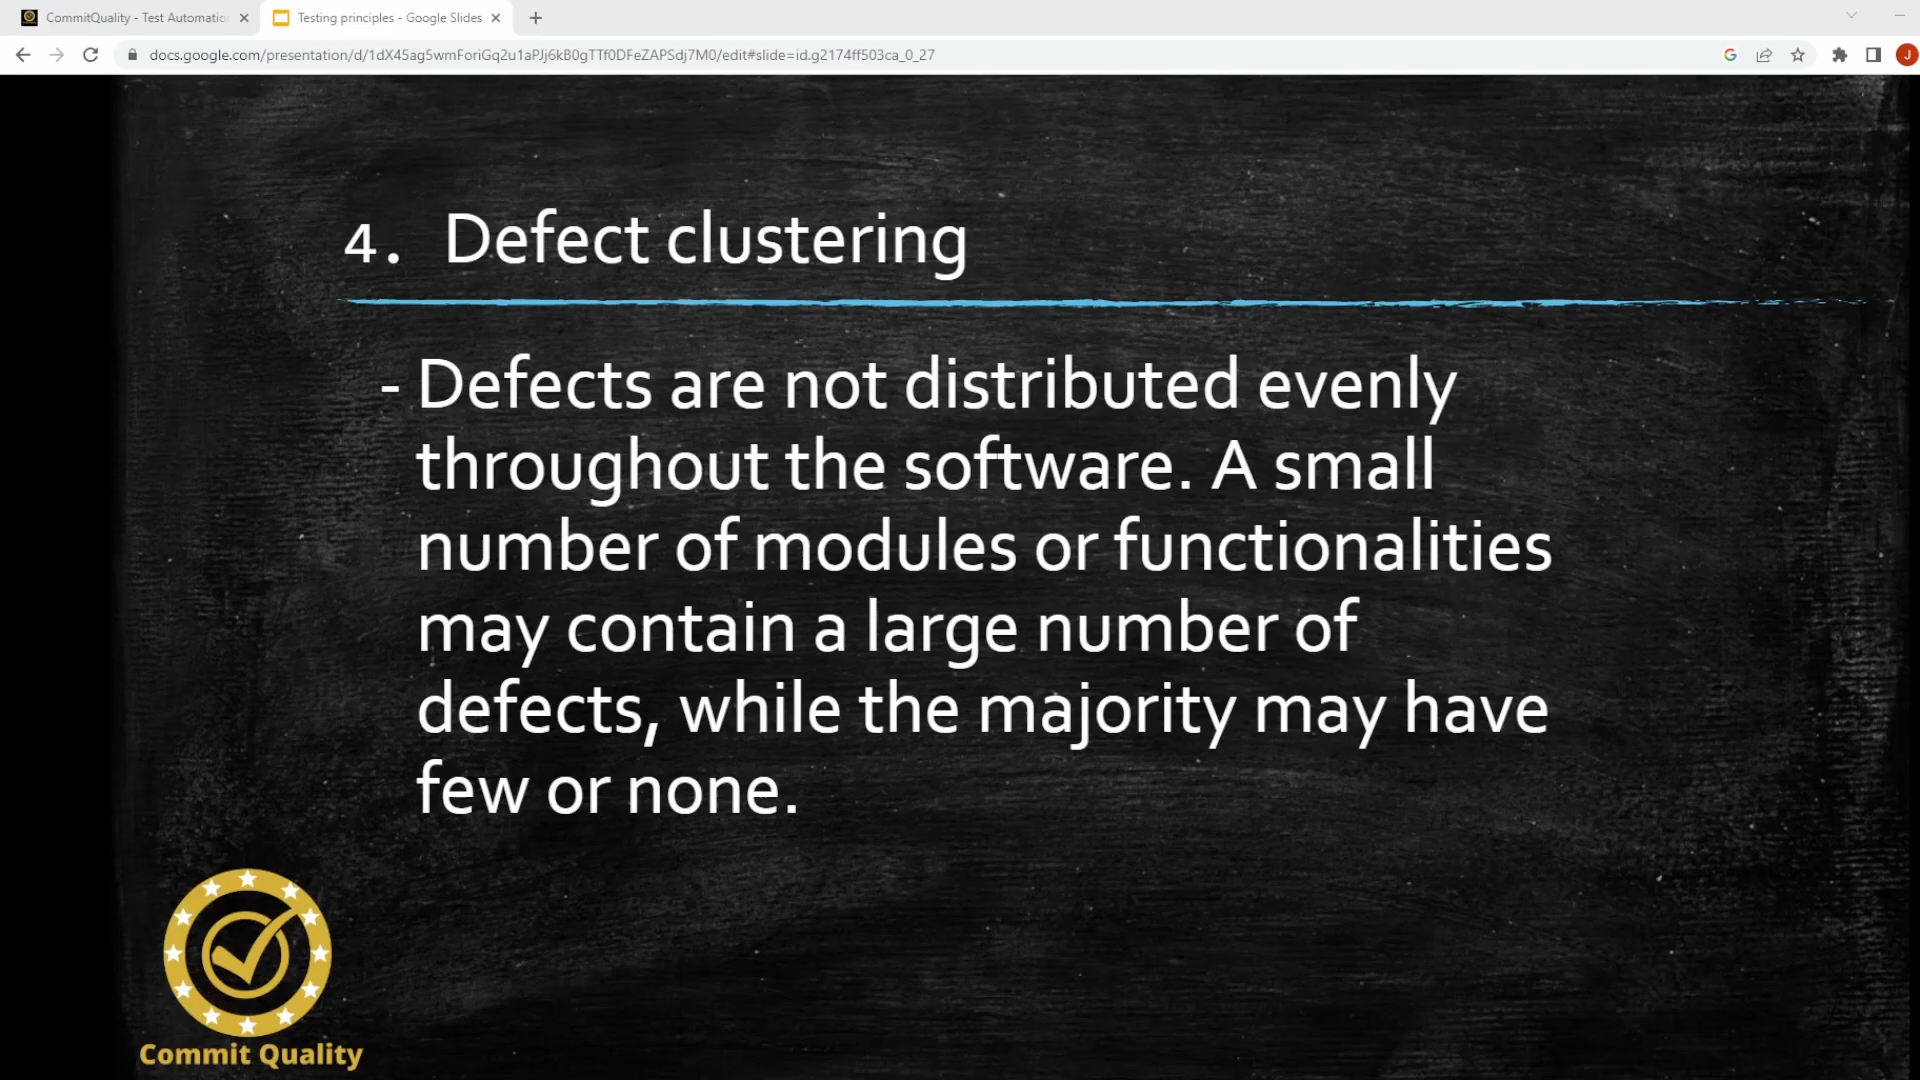 CommitQuality - Test Automatio
Testing principles - Google Slides
docs.google.com/presentation/d/1dX45ag5wmForiGq2u1aPJj6kB0gTTf0DFeZAPSdj7M0/edit#slide=id.g2174ff503ca_0_27
G
J
4. Defect clustering
- Defects are not distributed evenly
throughout the software. A small
number of modules or functionalities
may contain a large number of
defects, while the majority may have
few or none.
Commit Quality